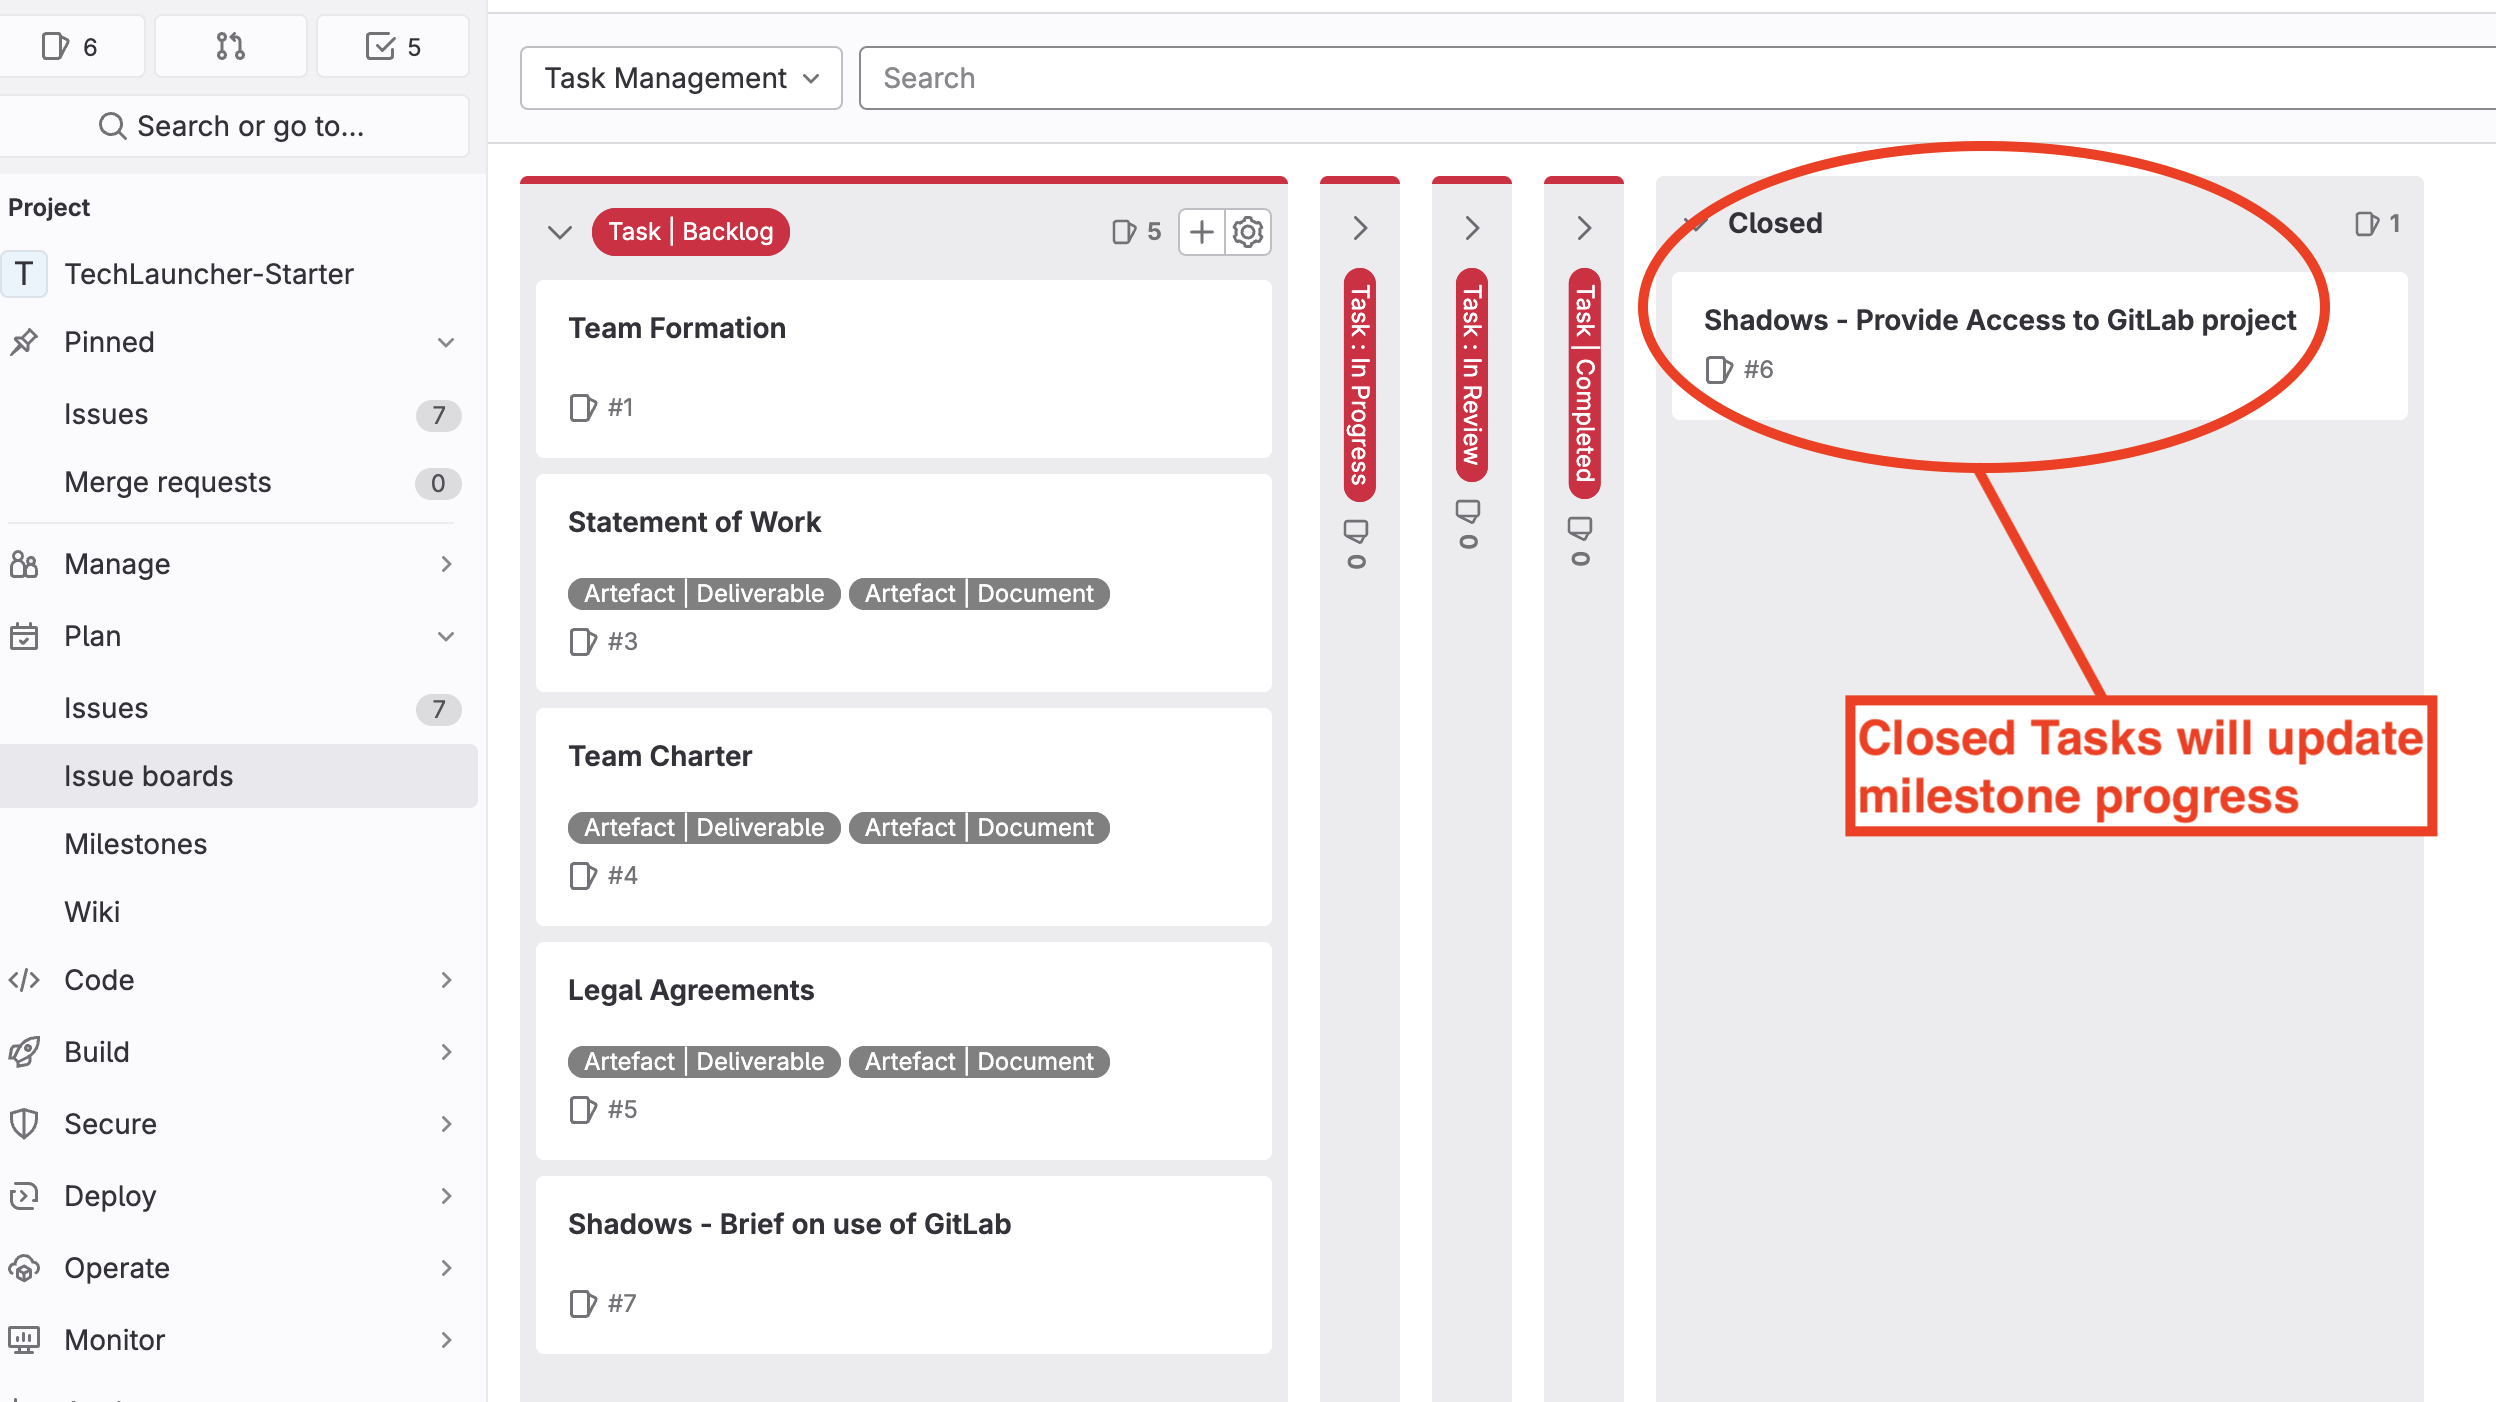 6
5
Search or go to...
Project
T TechLauncher-Starter
Pinned
Issues 7
Merge requests 0
Manage
Plan
Issues 7
Issue boards
Milestones
Wiki
Code
Build
Secure
Deploy
Operate
Monitor
Task Management
Search
Task Backlog 5
Team Formation
#1
Statement of Work
Artefact Deliverable Artefact Document
#3
Team Charter
Artefact Deliverable Artefact Document
#4
Legal Agreements
Artefact Deliverable Artefact Document
#5
Shadows - Brief on use of GitLab
#7
Task : In Progress 0
Task : In Review 0
Task Completed 0
Closed 1
Shadows - Provide Access to GitLab project
#6
Closed Tasks will update
milestone progress